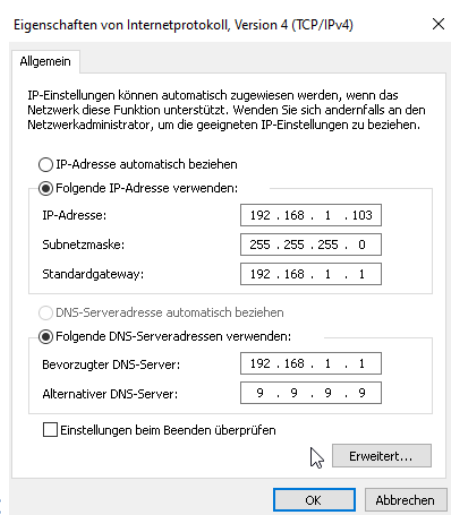 Eigenschaften von Internetprotokoll, Version 4 (TCP/IPv4)
Allgemein
IP-Einstellungen können automatisch zugewiesen werden, wenn das
Netzwerk diese Funktion unterstützt. Wenden Sie sich andernfalls an den
Netzwerkadministrator, um die geeigneten IP-Einstellungen zu beziehen.
IP-Adresse automatisch beziehen
Folgende IP-Adresse verwenden:
IP-Adresse: 192 . 168 . 1 . 103
Subnetzmaske: 255 . 255 . 255 . 0
Standardgateway: 192 . 168 . 1 . 1
DNS-Serveradresse automatisch beziehen
Folgende DNS-Serveradressen verwenden:
Bevorzugter DNS-Server: 192 . 168 . 1 . 1
Alternativer DNS-Server: 9 . 9 . 9 . 9
Einstellungen beim Beenden überprüfen
Erweitert...
OK Abbrechen